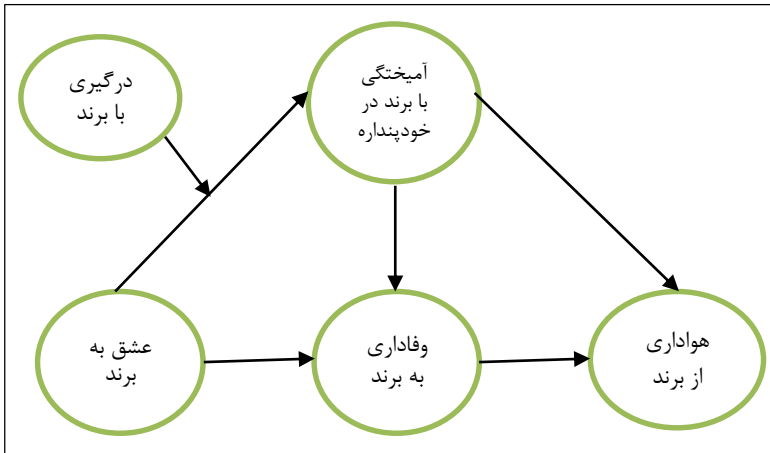 درگیری
با برند
آمیختگی
با برند در
خودپنداره
عشق به
برند
وفاداری
به برند
هواداری
از برند